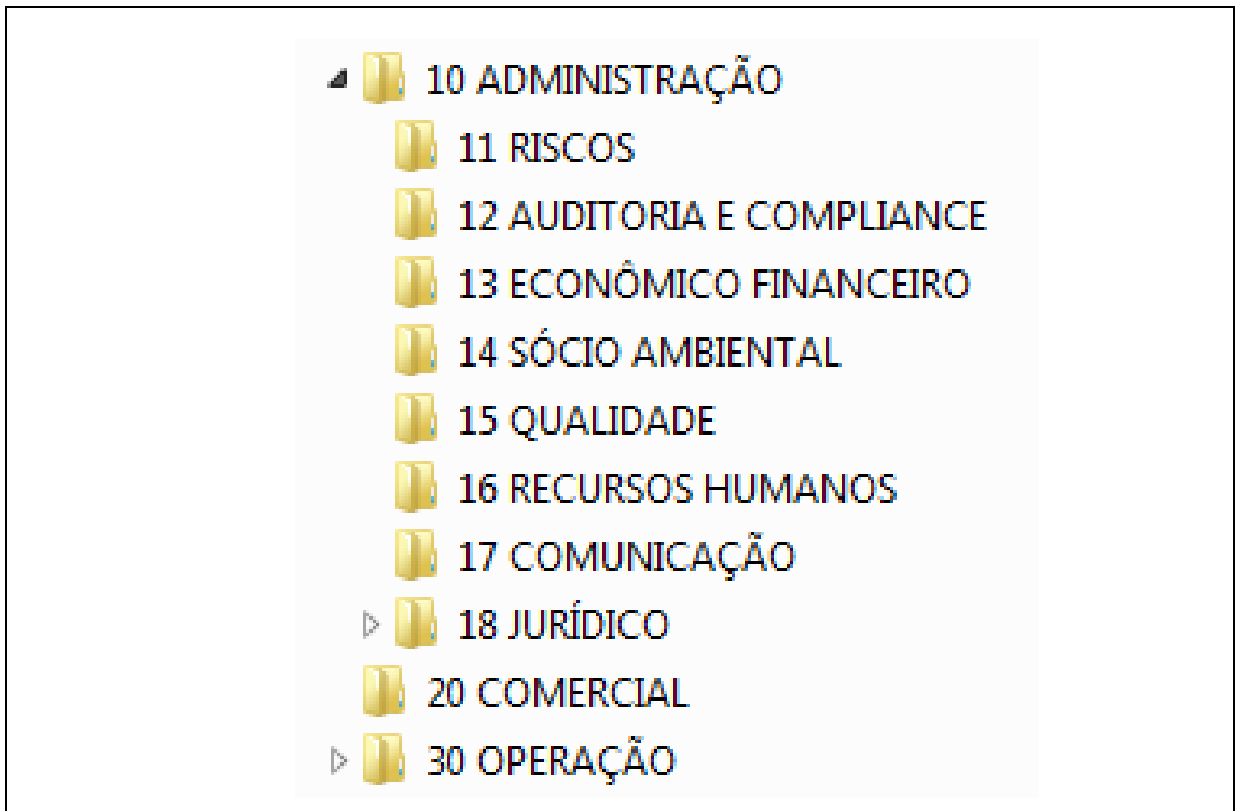 10 ADMINISTRAÇÃO
11 RISCOS
12 AUDITORIA E COMPLIANCE
13 ECONÔMICO FINANCEIRO
14 SÓCIO AMBIENTAL
15 QUALIDADE
16 RECURSOS HUMANOS
17 COMUNICAÇÃO
18 JURÍDICO
20 COMERCIAL
30 OPERAÇÃO